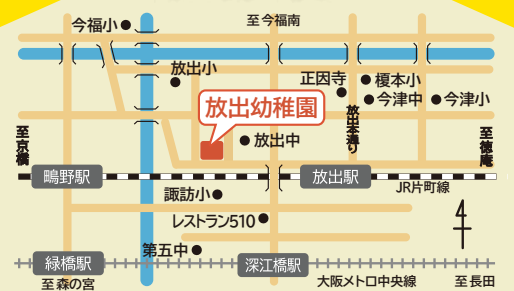 今福小
至今福南
放出小
正因寺
榎本小
今津中
今津小
放出幼稚園
放出本通り
放出中
至京橋
至徳庵
鴫野駅
放出駅
JR片町線
諏訪小
レストラン510
第五中
緑橋駅
深江橋駅
至森の宮
大阪メトロ中央線
至長田